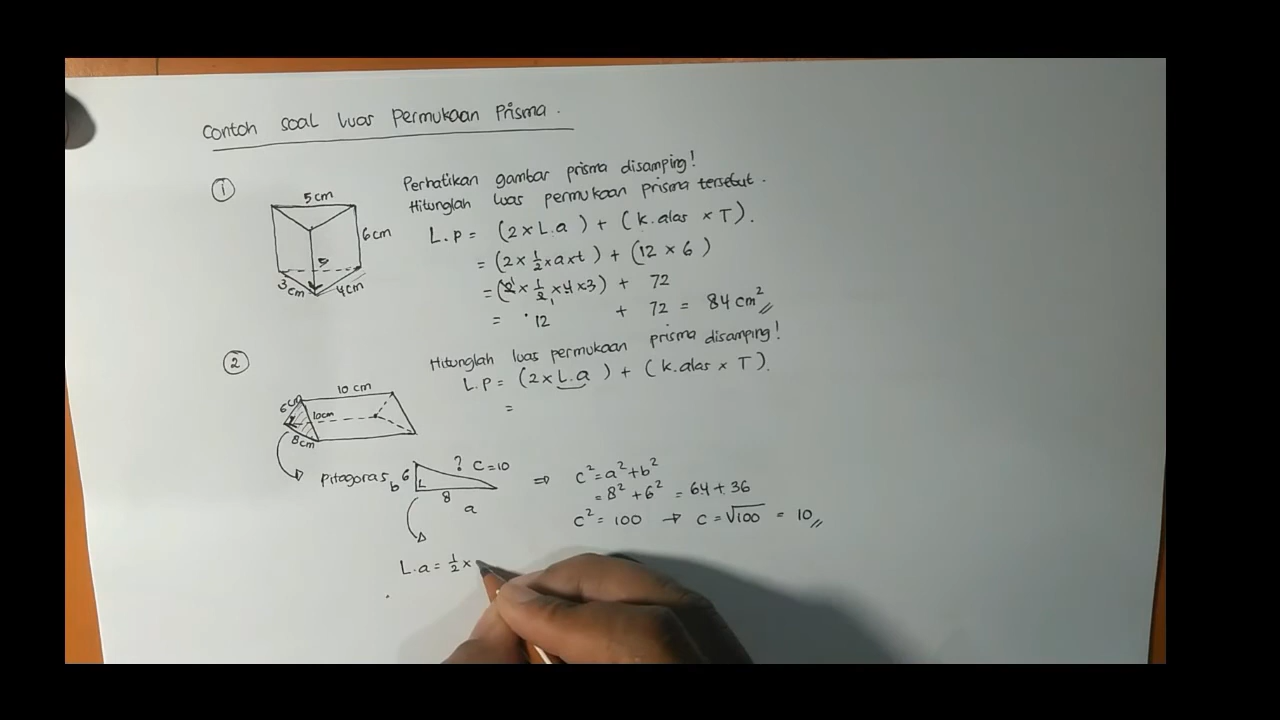 Contoh soal luas Permukaan Prisma.
1
5 cm
6 cm
5
3 cm
4 cm
Perhatikan gambar prisma disamping!
Hitunglah luas permukaan prisma tersebut.
L.p = (2 x L.a) + (k.alas x T).
= (2 x 1/2 x a x t) + (12 x 6)
= (2 x 1/2 x 4 x 3) + 72
= 12 + 72 = 84 cm²
2
10 cm
6 cm
10cm
8 cm
Hitunglah luas permukaan prisma disamping!
L.p = (2 x L.a) + (k.alas x T).
=
Pitagoras b 6 ? c = 10
8
a
⇒ c² = a² + b²
= 8² + 6² = 64 + 36
c² = 100 → c = √100 = 10
L.a = 1/2 x